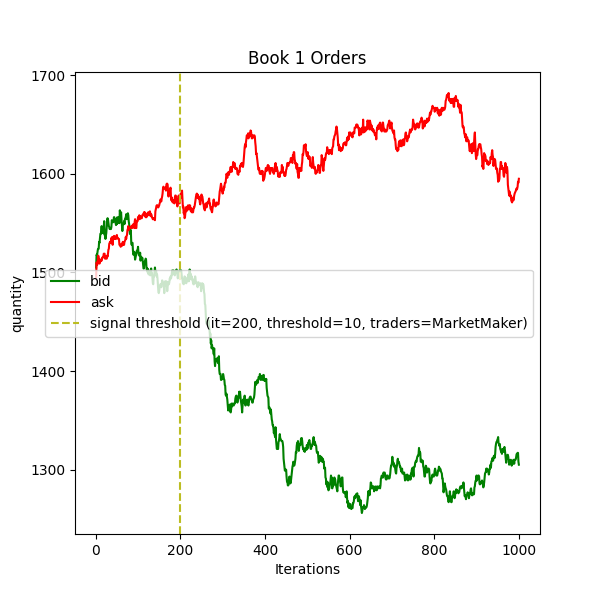 Book 1 Orders
1700
1600
1500
1400
1300
quantity
bid
ask
signal threshold (it=200, threshold=10, traders=MarketMaker)
0 200 400 600 800 1000
Iterations